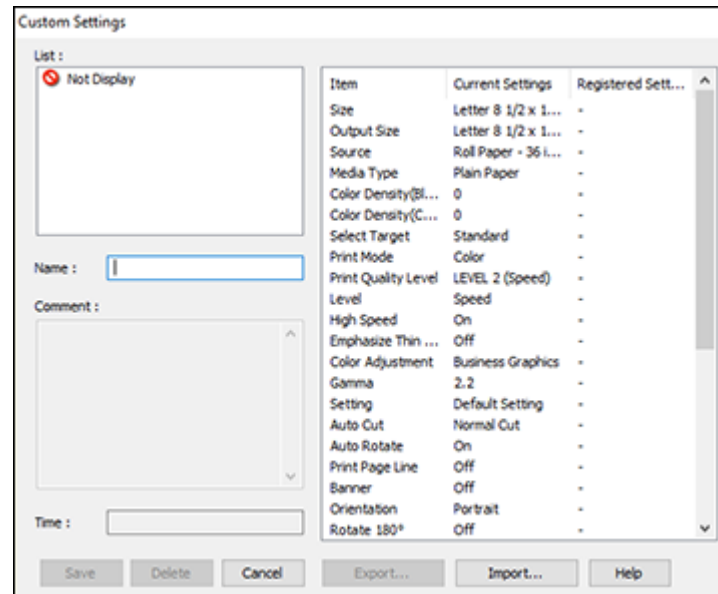 Custom Settings
List :
Not Display
Name :
Comment :
Time :
Item Current Settings Registered Sett...
Size Letter 8 1/2 x 1... -
Output Size Letter 8 1/2 x 1... -
Source Roll Paper - 36 i... -
Media Type Plain Paper -
Color Density(Bl... 0 -
Color Density(C... 0 -
Select Target Standard -
Print Mode Color -
Print Quality Level LEVEL 2 (Speed) -
Level Speed -
High Speed On -
Emphasize Thin ... Off -
Color Adjustment Business Graphics -
Gamma 2.2 -
Setting Default Setting -
Auto Cut Normal Cut -
Auto Rotate On -
Print Page Line Off -
Banner Off -
Orientation Portrait -
Rotate 180° Off -
Save Delete Cancel Export... Import... Help